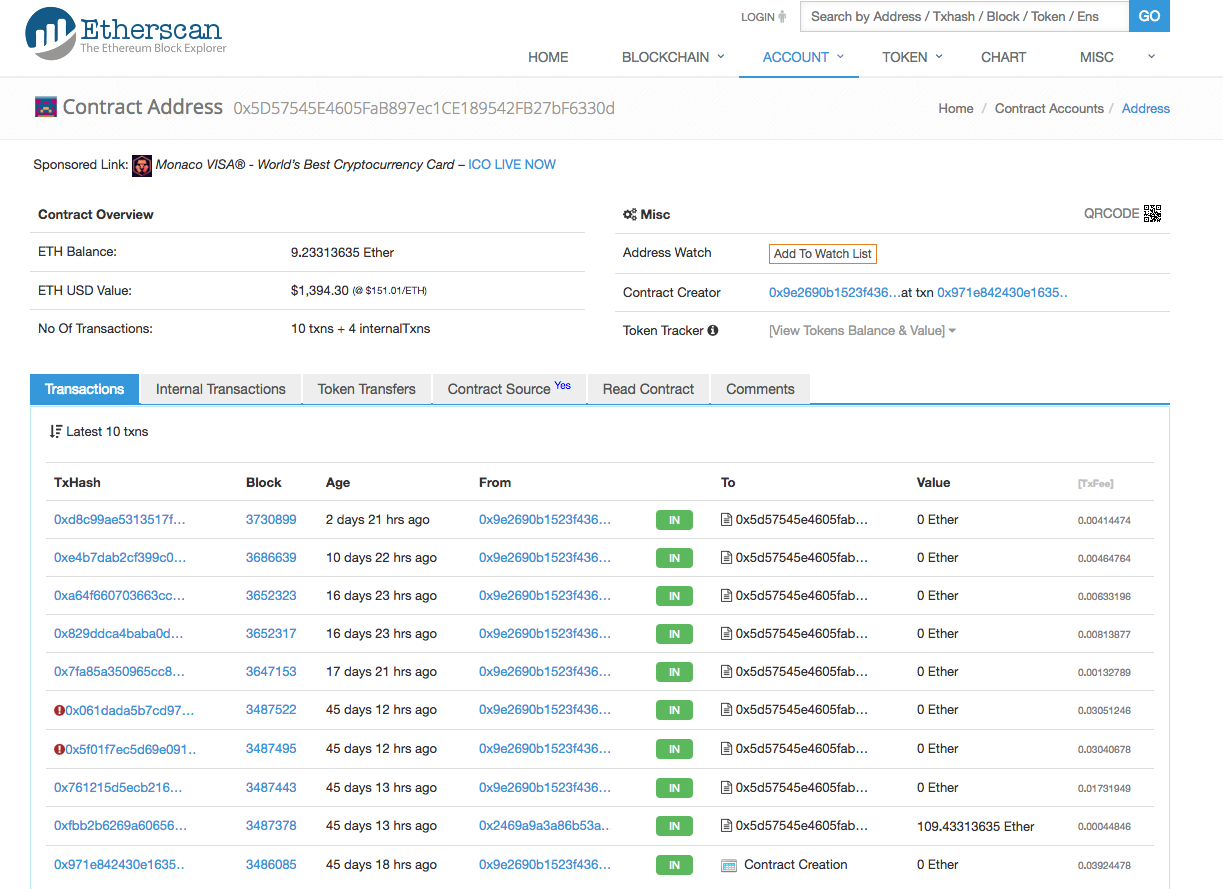 LOGIN Search by Address / Txhash / Block / Token / Ens GO
Etherscan
The Ethereum Block Explorer
HOME BLOCKCHAIN ACCOUNT TOKEN CHART MISC
Contract Address 0x5D57545E4605FaB897ec1CE189542FB27bF6330d
Home / Contract Accounts / Address
Sponsored Link: Monaco VISA® - World's Best Cryptocurrency Card – ICO LIVE NOW
Contract Overview
ETH Balance: 9.23313635 Ether
ETH USD Value: $1,394.30 (@ $151.01/ETH)
No Of Transactions: 10 txns + 4 internalTxns
Misc QRCODE
Address Watch Add To Watch List
Contract Creator 0x9e2690b1523f436...at txn 0x971e842430e1635..
Token Tracker [View Tokens Balance & Value]
Transactions Internal Transactions Token Transfers Contract Source Yes Read Contract Comments
Latest 10 txns
TxHash Block Age From To Value [TxFee]
0xd8c99ae5313517f... 3730899 2 days 21 hrs ago 0x9e2690b1523f436... IN 0x5d57545e4605fab... 0 Ether 0.00414474
0xe4b7dab2cf399c0... 3686639 10 days 22 hrs ago 0x9e2690b1523f436... IN 0x5d57545e4605fab... 0 Ether 0.00464764
0xa64f660703663cc... 3652323 16 days 23 hrs ago 0x9e2690b1523f436... IN 0x5d57545e4605fab... 0 Ether 0.00633196
0x829ddca4baba0d... 3652317 16 days 23 hrs ago 0x9e2690b1523f436... IN 0x5d57545e4605fab... 0 Ether 0.00813877
0x7fa85a350965cc8... 3647153 17 days 21 hrs ago 0x9e2690b1523f436... IN 0x5d57545e4605fab... 0 Ether 0.00132789
0x061dada5b7cd97... 3487522 45 days 12 hrs ago 0x9e2690b1523f436... IN 0x5d57545e4605fab... 0 Ether 0.03051246
0x5f01f7ec5d69e091.. 3487495 45 days 12 hrs ago 0x9e2690b1523f436... IN 0x5d57545e4605fab... 0 Ether 0.03040678
0x761215d5ecb216... 3487443 45 days 13 hrs ago 0x9e2690b1523f436... IN 0x5d57545e4605fab... 0 Ether 0.01731949
0xfbb2b6269a60656... 3487378 45 days 13 hrs ago 0x2469a9a3a86b53a.. IN 0x5d57545e4605fab... 109.43313635 Ether 0.00044846
0x971e842430e1635.. 3486085 45 days 18 hrs ago 0x9e2690b1523f436... IN Contract Creation 0 Ether 0.03924478